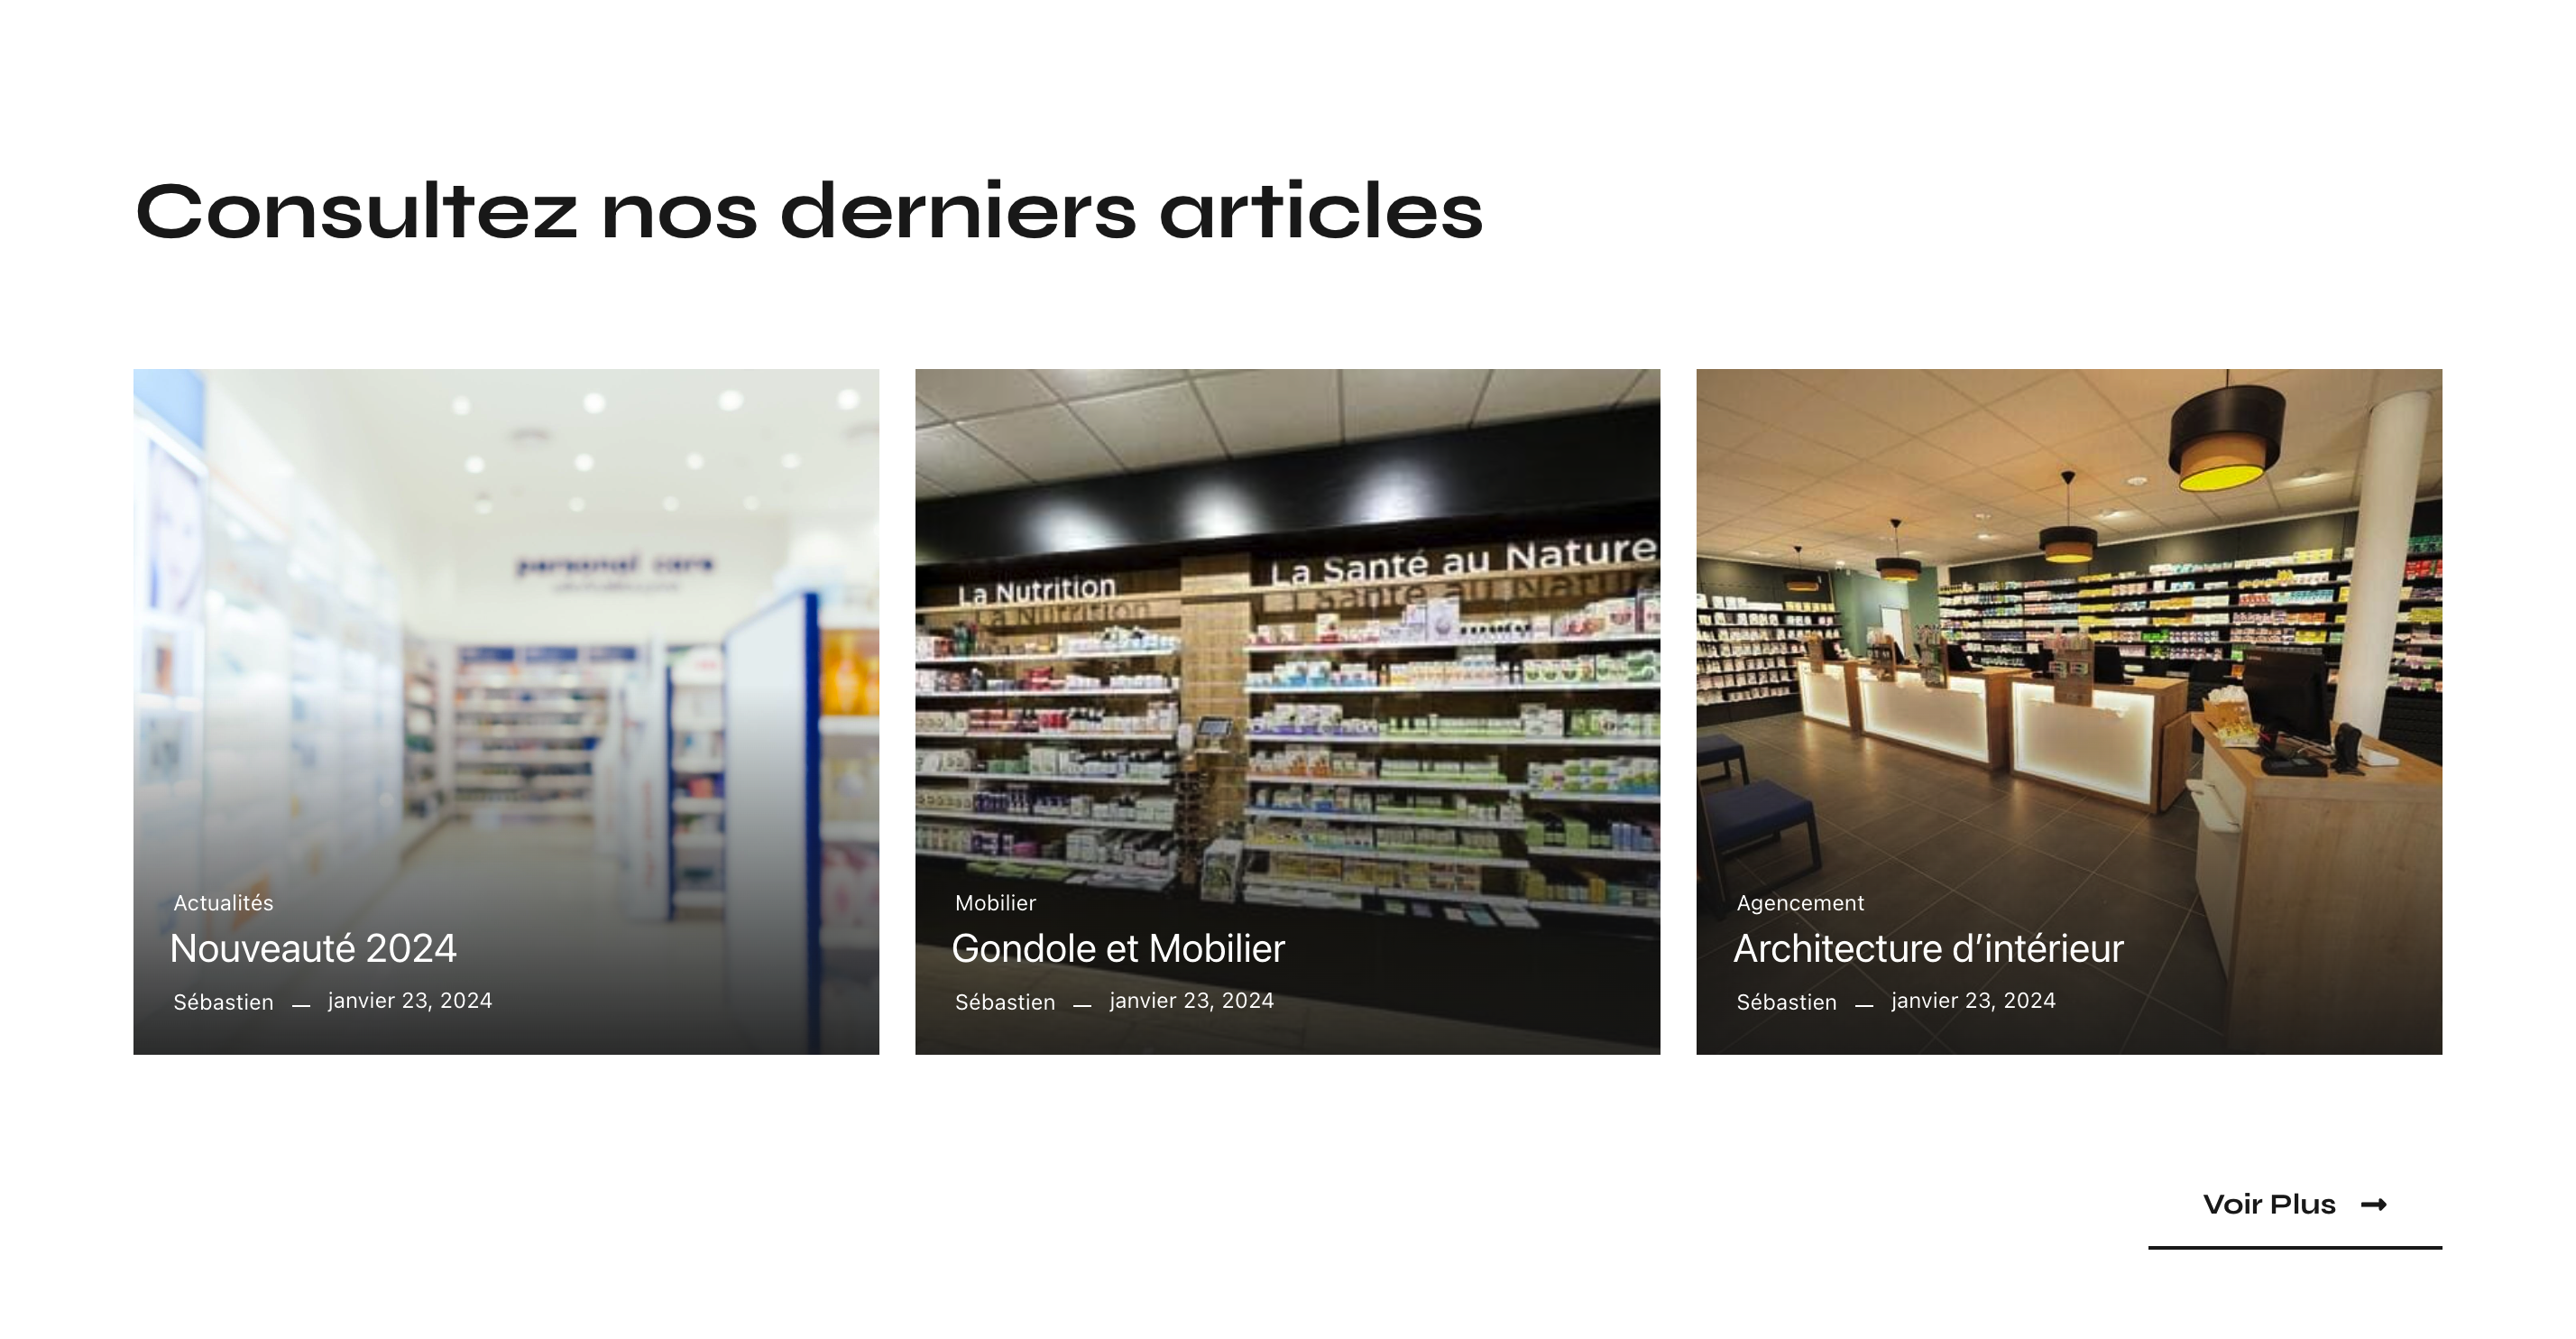 Consultez nos derniers articles
personal care
La Nutrition
La Santé au Nature
Actualités
Nouveauté 2024
Sébastien — janvier 23, 2024
Mobilier
Gondole et Mobilier
Sébastien — janvier 23, 2024
Agencement
Architecture d’intérieur
Sébastien — janvier 23, 2024
Voir Plus →